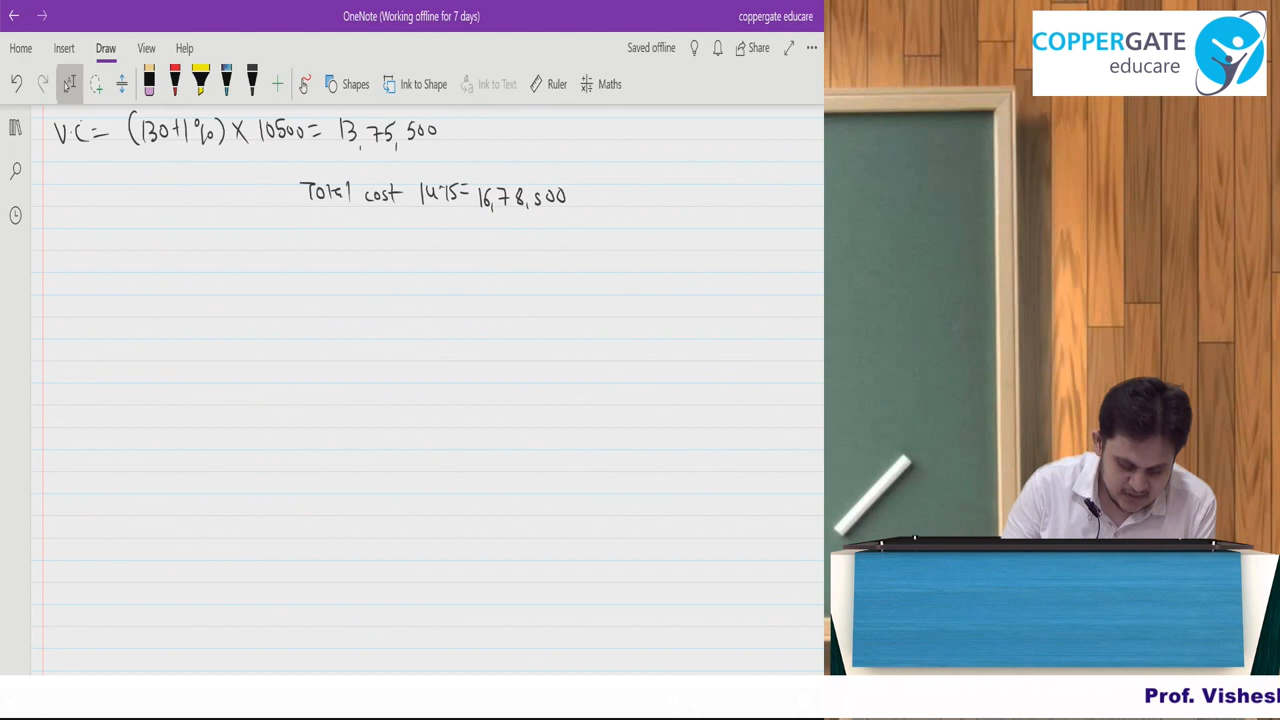 OneNote (Working offline for 7 days)
coppergate educare
Home Insert Draw View Help
Saved offline Share
Shapes Ink to Shape Ink to Text Ruler Maths
V.C = (130+1%) X 10500 = 13,75,500
Total cost 14-15 = 16,78,500
COPPERGATE
educare
Prof. Vishesh